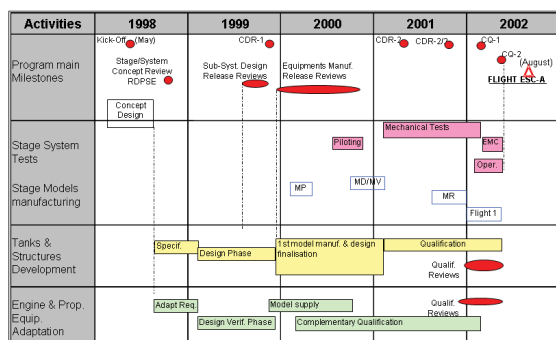 Activities
1998
1999
2000
2001
2002
Program main
Milestones
Kick-Off (May)
Stage/System
Concept Review
RDPSE
CDR-1
Sub-Syst. Design
Release Reviews
Equipments Manuf.
Release Reviews
CDR-2
CDR-2/2
CQ-1
CQ-2
(August)
FLIGHT ESC-A
Concept
Design
Stage System
Tests
Mechanical Tests
Piloting
EMC
Oper.
Stage Models
manufacturing
MP
MD/MV
MR
Flight 1
Tanks &
Structures
Development
Specif.
Design Phase
1st model manuf. & design
finalisation
Qualification
Qualif.
Reviews
Engine & Prop.
Equip.
Adaptation
Adapt Req.
Model supply
Design Verif. Phase
Complementary Qualification
Qualif.
Reviews